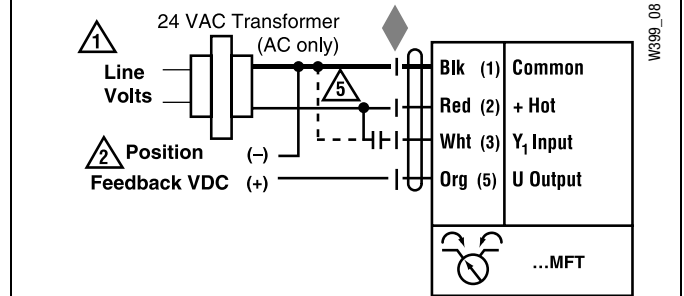 24 VAC Transformer
(AC only)
1
Line
Volts
5
2 Position (–)
Feedback VDC (+)
Blk (1) Common
Red (2) + Hot
Wht (3) Y₁ Input
Org (5) U Output
...MFT
W399_08